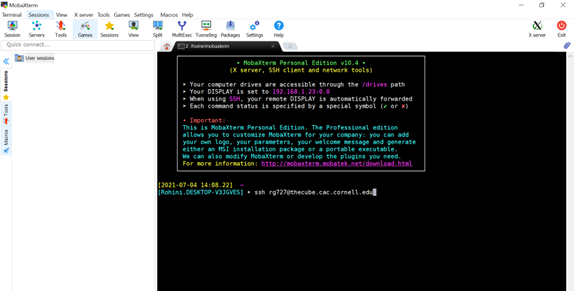 MobaXterm
Terminal Sessions View X server Tools Games Settings Macros Help
Session Servers Tools Games Sessions View Split MultiExec Tunneling Packages Settings Help X server Exit
Quick connect...
2. /home/mobaxterm
User sessions
Sessions
Tools
Macros
• MobaXterm Personal Edition v10.4 •
(X server, SSH client and network tools)
➤ Your computer drives are accessible through the /drives path
➤ Your DISPLAY is set to 192.168.1.23:0.0
➤ When using SSH, your remote DISPLAY is automatically forwarded
➤ Each command status is specified by a special symbol (✓ or ✗)
• Important:
This is MobaXterm Personal Edition. The Professional edition
allows you to customize MobaXterm for your company: you can add
your own logo, your parameters, your welcome message and generate
either an MSI installation package or a portable executable.
We can also modify MobaXterm or develop the plugins you need.
For more information: http://mobaxterm.mobatek.net/download.html
[2021-07-04 14:08.22] ~
[Rohini.DESKTOP-V3JGVES] ➤ ssh rg727@thecube.cac.cornell.edu